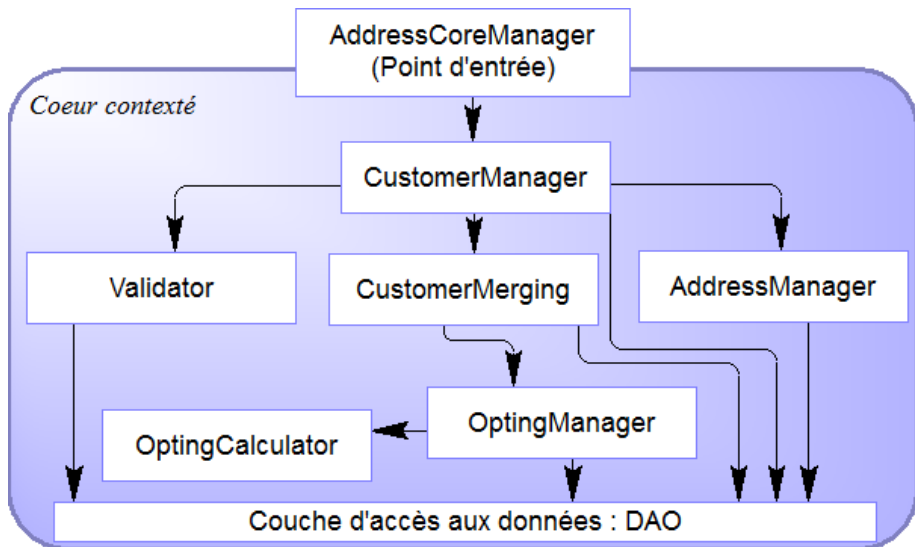 AddressCoreManager
(Point d'entrée)
Coeur contexté
CustomerManager
Validator
CustomerMerging
AddressManager
OptingCalculator
OptingManager
Couche d'accès aux données : DAO